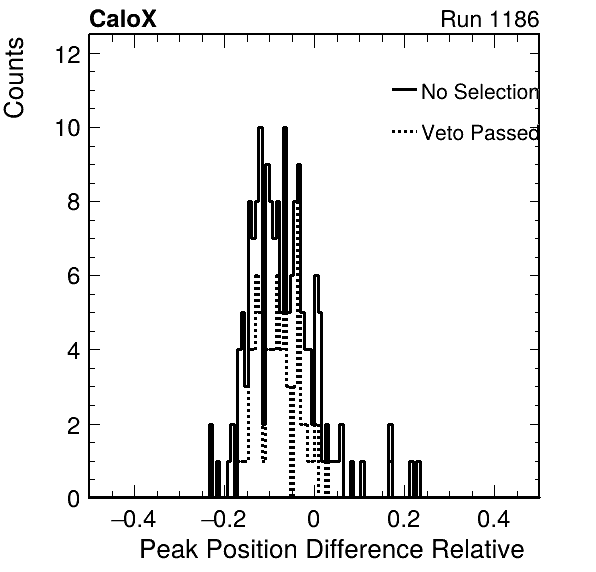 CaloX Run 1186
Counts
12
10
8
6
4
2
0
No Selection
Veto Passed
−0.4 −0.2 0 0.2 0.4
Peak Position Difference Relative